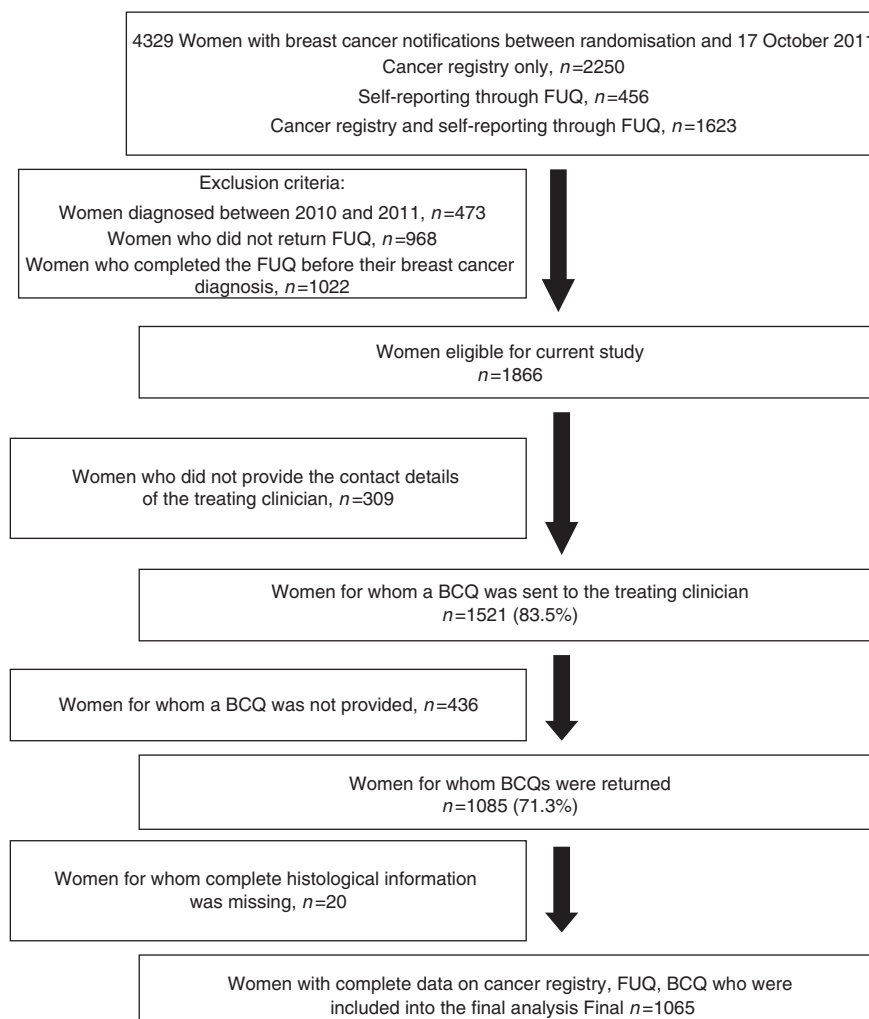 4329 Women with breast cancer notifications between randomisation and 17 October 2011
Cancer registry only, n=2250
Self-reporting through FUQ, n=456
Cancer registry and self-reporting through FUQ, n=1623
Exclusion criteria:
Women diagnosed between 2010 and 2011, n=473
Women who did not return FUQ, n=968
Women who completed the FUQ before their breast cancer
diagnosis, n=1022
Women eligible for current study
n=1866
Women who did not provide the contact details
of the treating clinician, n=309
Women for whom a BCQ was sent to the treating clinician
n=1521 (83.5%)
Women for whom a BCQ was not provided, n=436
Women for whom BCQs were returned
n=1085 (71.3%)
Women for whom complete histological information
was missing, n=20
Women with complete data on cancer registry, FUQ, BCQ who were
included into the final analysis Final n=1065